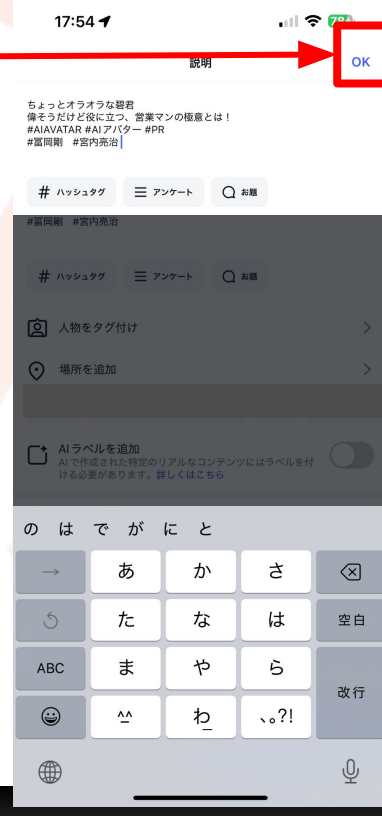 17:54
78
説明
OK
ちょっとオラオラな碧君
偉そうだけど役に立つ、営業マンの極意とは！
#AIAVATAR #AIアバター #PR
#冨岡剛　#宮内亮治
# ハッシュタグ
アンケート
お題
#冨岡剛　#宮内亮治
# ハッシュタグ
アンケート
お題
人物をタグ付け
場所を追加
AIラベルを追加
AIで作成された特定のリアルなコンテンツにはラベルを付
ける必要があります。詳しくはこちら
の は で が に と
→ あ か さ
た な は 空白
ABC ま や ら
改行
^^ わ_ 、。?!